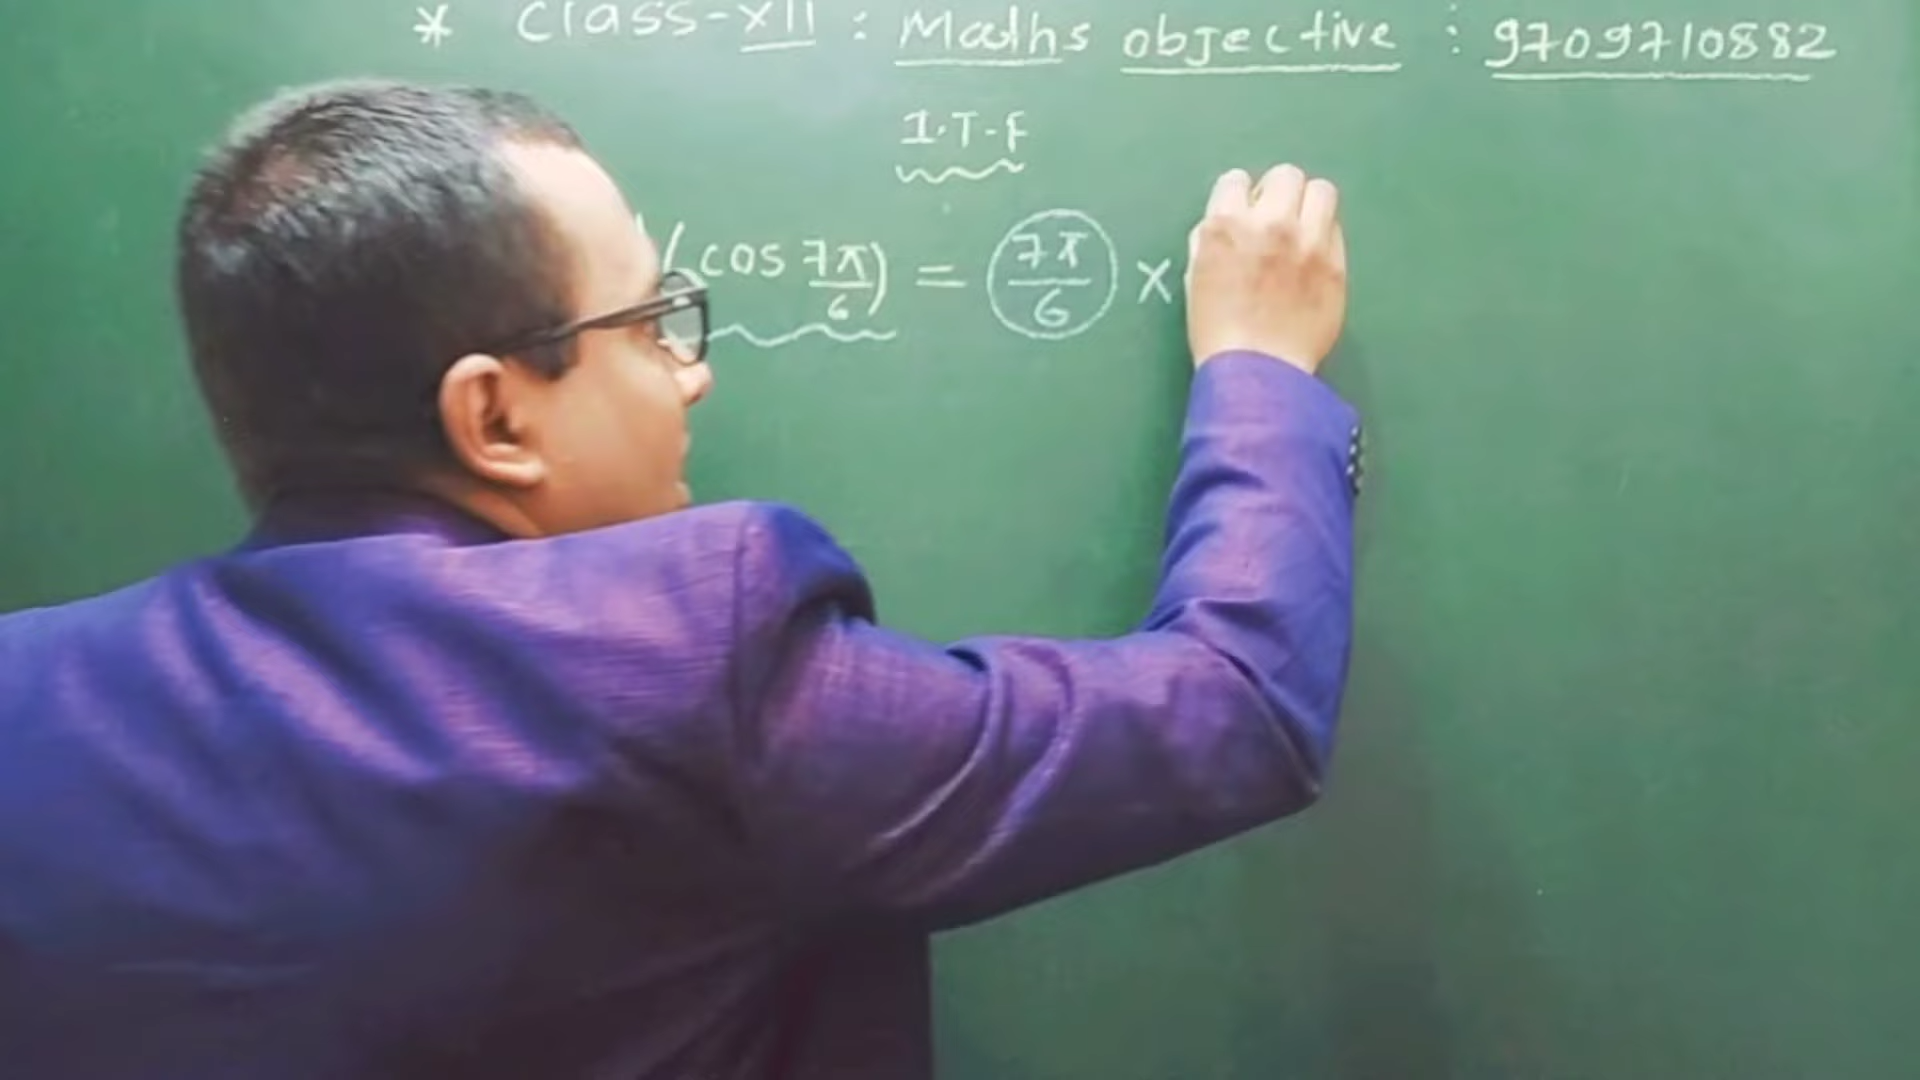 * Class-XII : Maths objective : 9709710882
I.T-F
(cos 7π/6) = 7π/6 ×